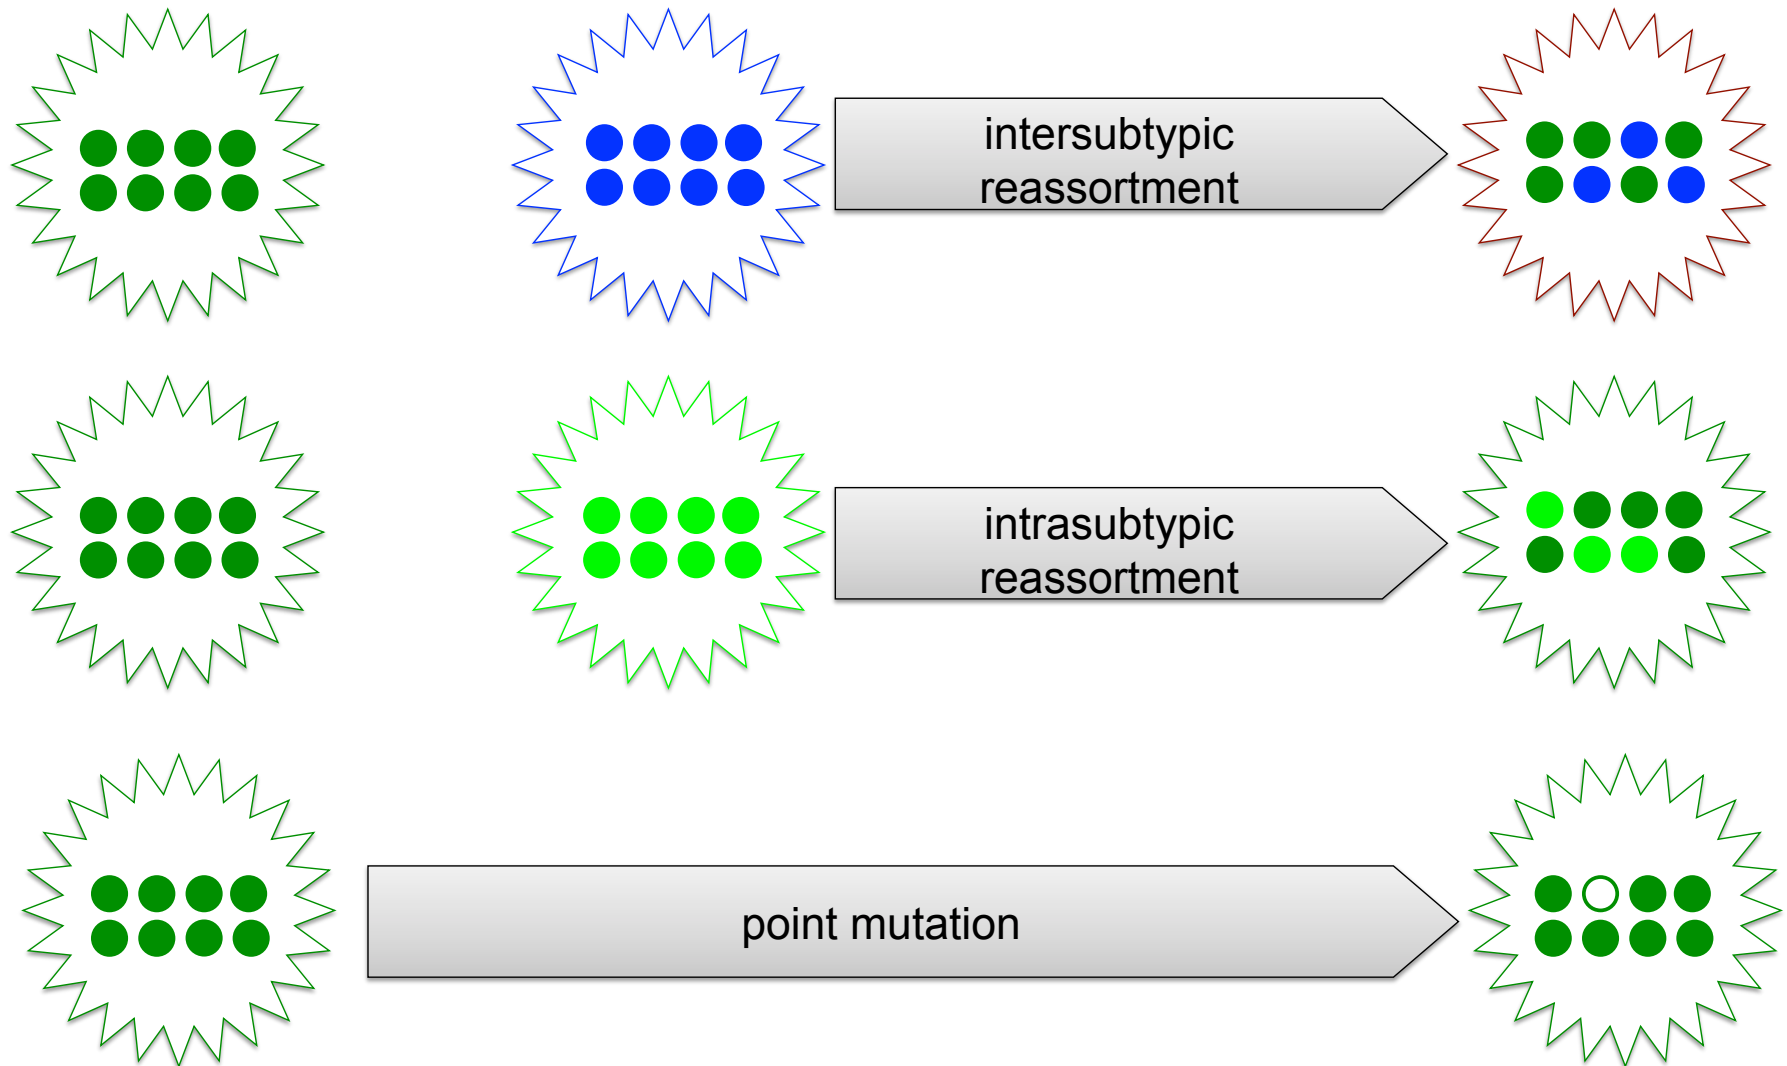 intersubtypic
reassortment
intrasubtypic
reassortment
point mutation